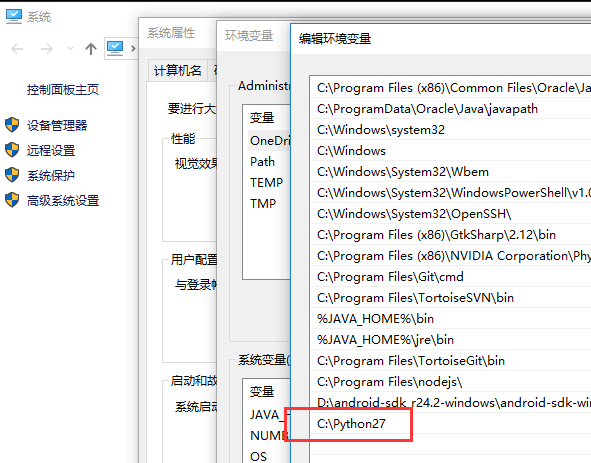 系统
控制面板主页
设备管理器
远程设置
系统保护
高级系统设置
系统属性
计算机名
要进行大
性能
视觉效果
用户配置
与登录帐
启动和故
系统启动
环境变量
Administr
变量
OneDri
Path
TEMP
TMP
系统变量(
变量
JAVA_
NUMB
OS
编辑环境变量
C:\Program Files (x86)\Common Files\Oracle\Ja
C:\ProgramData\Oracle\Java\javapath
C:\Windows\system32
C:\Windows
C:\Windows\System32\Wbem
C:\Windows\System32\WindowsPowerShell\v1.0
C:\Windows\System32\OpenSSH\
C:\Program Files (x86)\GtkSharp\2.12\bin
C:\Program Files (x86)\NVIDIA Corporation\Phy
C:\Program Files\Git\cmd
C:\Program Files\TortoiseSVN\bin
%JAVA_HOME%\bin
%JAVA_HOME%\jre\bin
C:\Program Files\TortoiseGit\bin
C:\Program Files\nodejs\
D:\android-sdk_r24.2-windows\android-sdk-win
C:\Python27